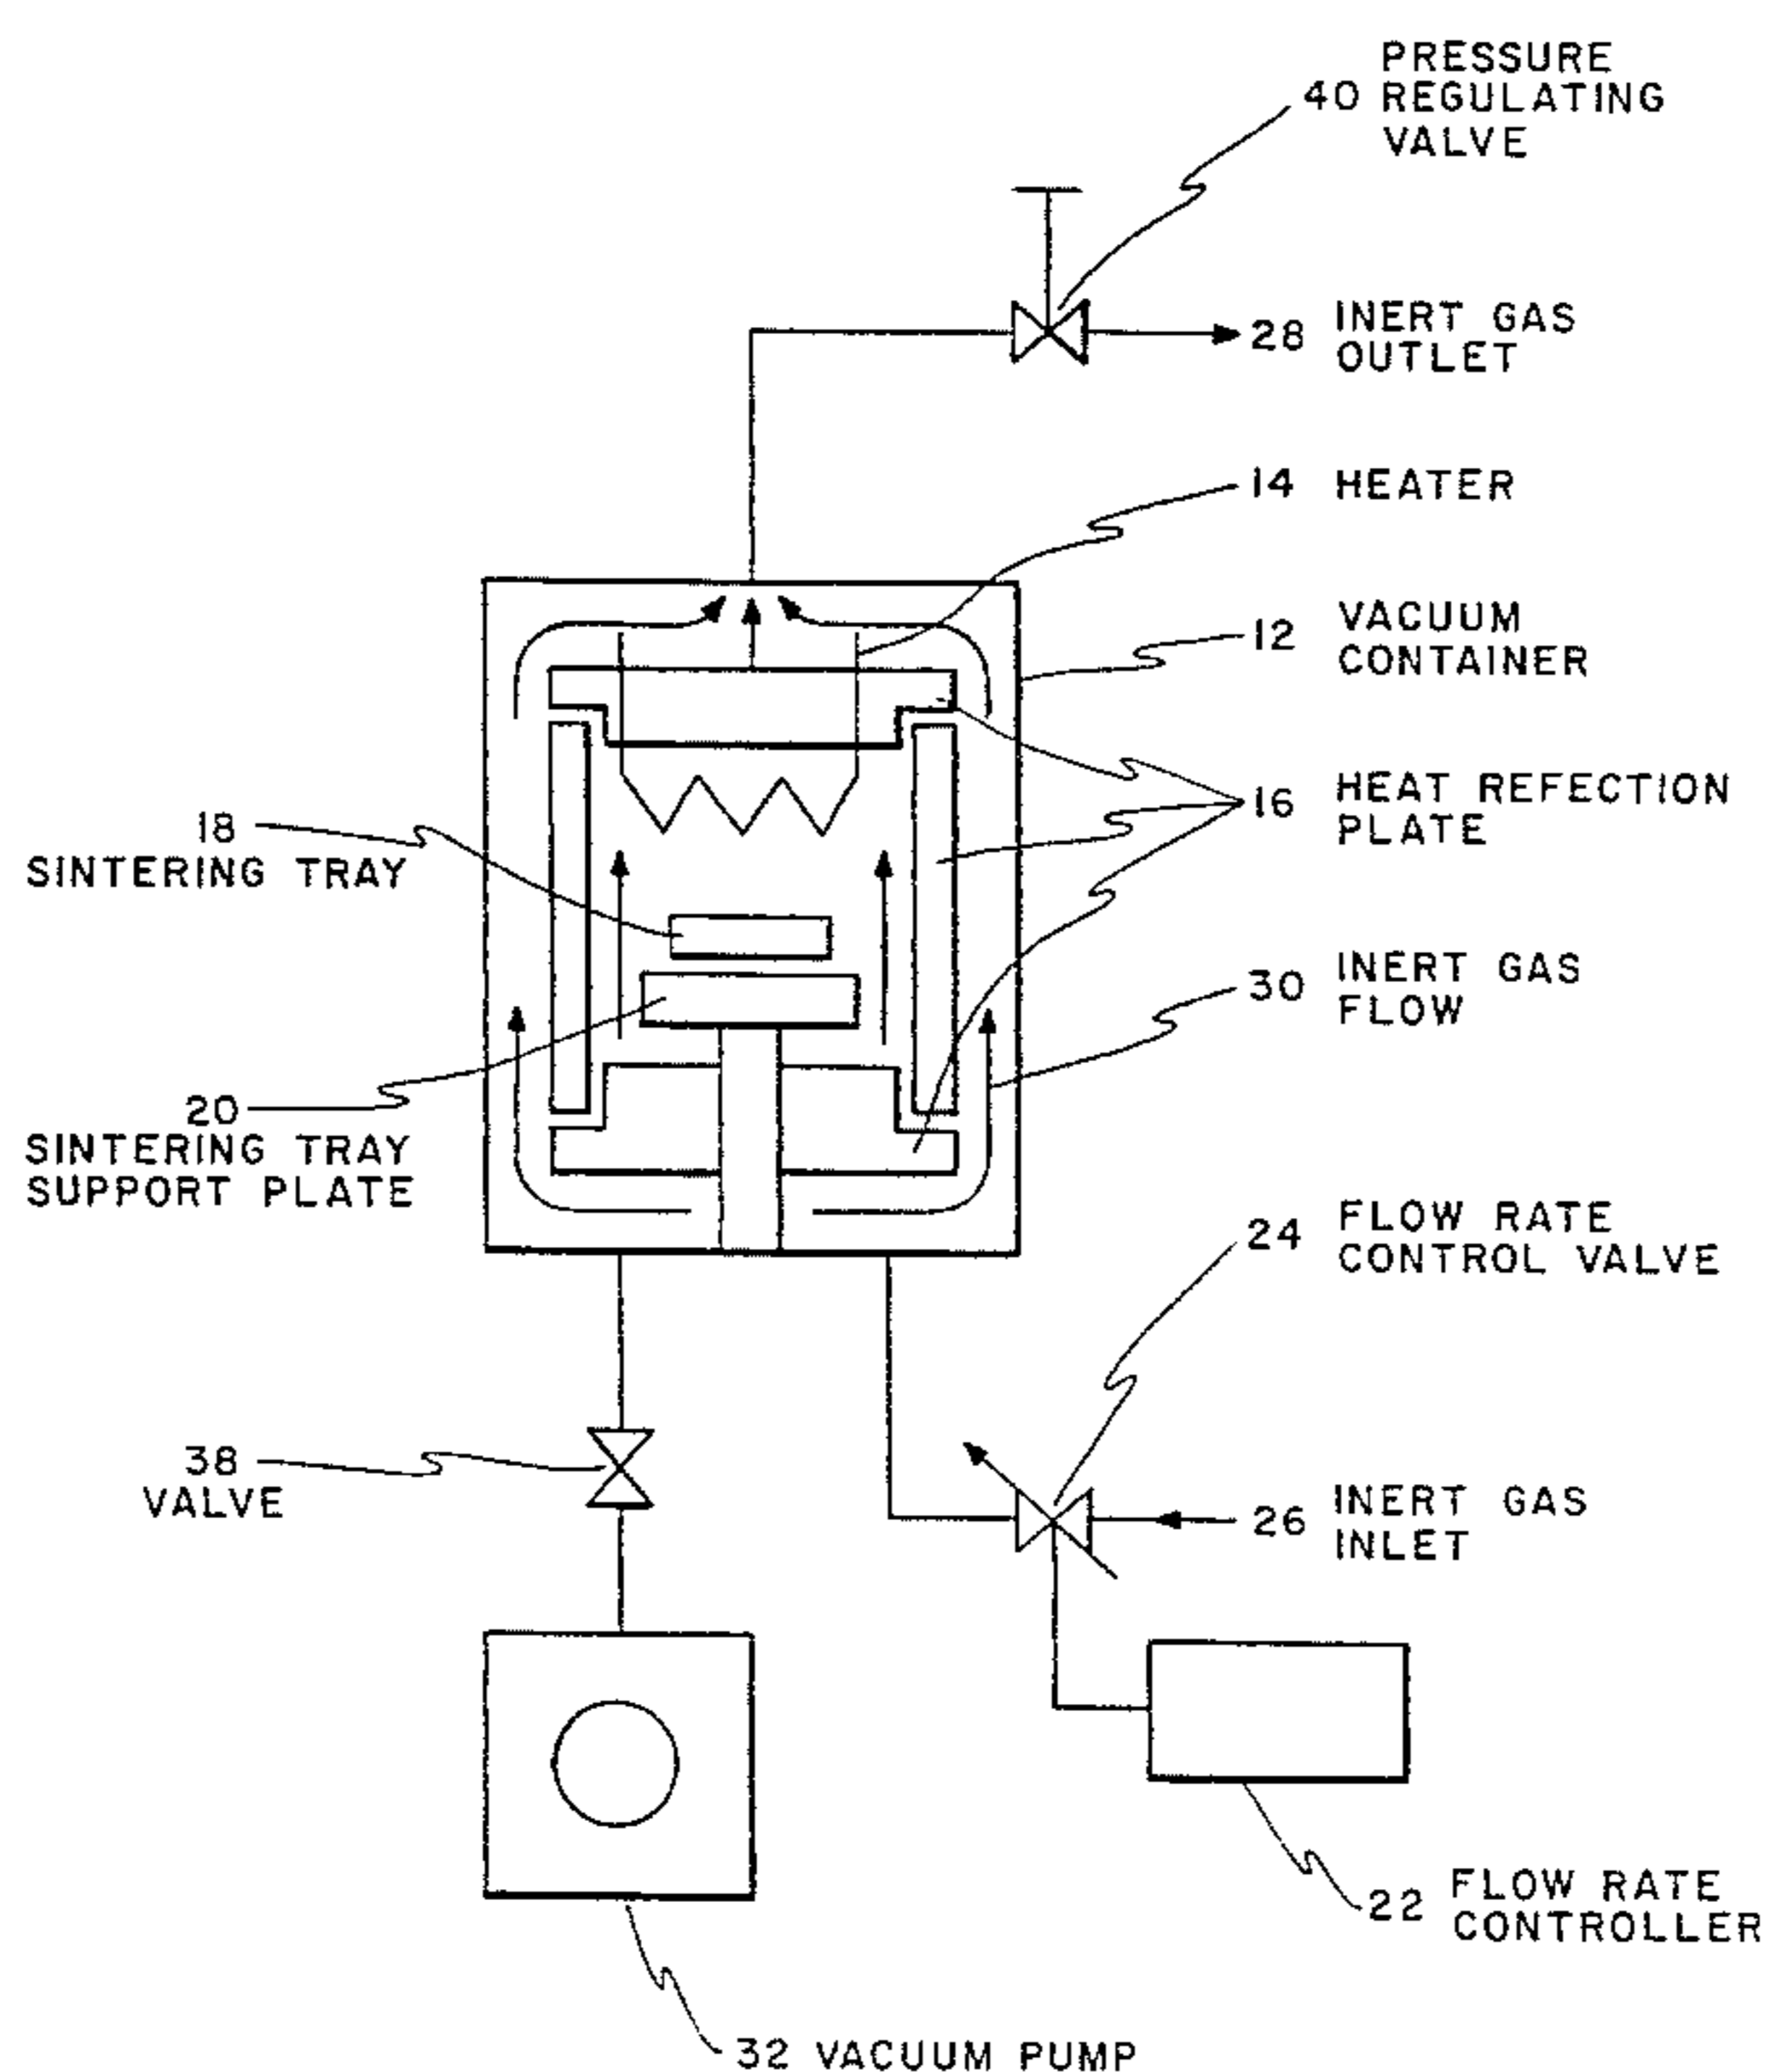 PRESSURE
40 REGULATING
VALVE
28 INERT GAS
OUTLET
14 HEATER
12 VACUUM
CONTAINER
16 HEAT REFECTION
PLATE
18
SINTERING TRAY
30 INERT GAS
FLOW
20
SINTERING TRAY
SUPPORT PLATE
24 FLOW RATE
CONTROL VALVE
38
VALVE
26 INERT GAS
INLET
22 FLOW RATE
CONTROLLER
32 VACUUM PUMP